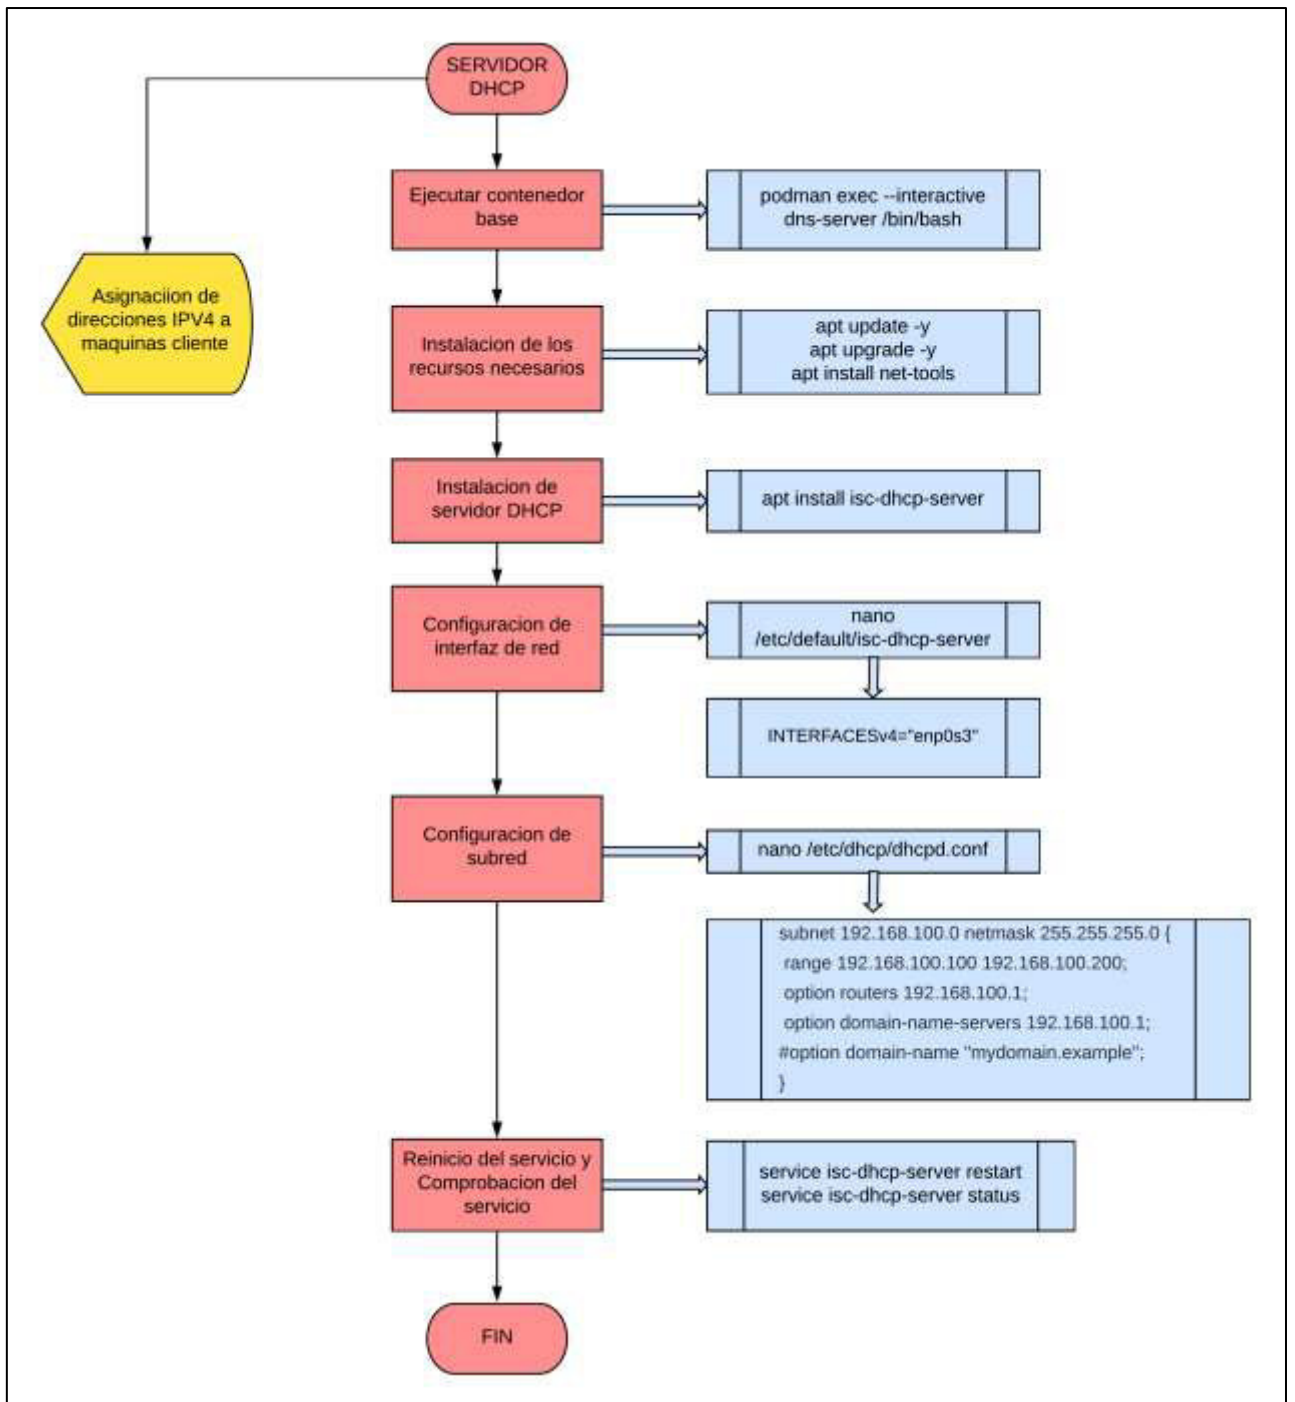 SERVIDOR
DHCP
Ejecutar contenedor
base
podman exec --interactive
dns-server /bin/bash
Asignaciion de
direcciones IPV4 a
maquinas cliente
Instalacion de los
recursos necesarios
apt update -y
apt upgrade -y
apt install net-tools
Instalacion de
servidor DHCP
apt install isc-dhcp-server
Configuracion de
interfaz de red
nano
/etc/default/isc-dhcp-server
INTERFACESv4="enp0s3"
Configuracion de
subred
nano /etc/dhcp/dhcpd.conf
subnet 192.168.100.0 netmask 255.255.255.0 {
range 192.168.100.100 192.168.100.200;
option routers 192.168.100.1;
option domain-name-servers 192.168.100.1;
#option domain-name "mydomain.example";
}
Reinicio del servicio y
Comprobacion del
servicio
service isc-dhcp-server restart
service isc-dhcp-server status
FIN